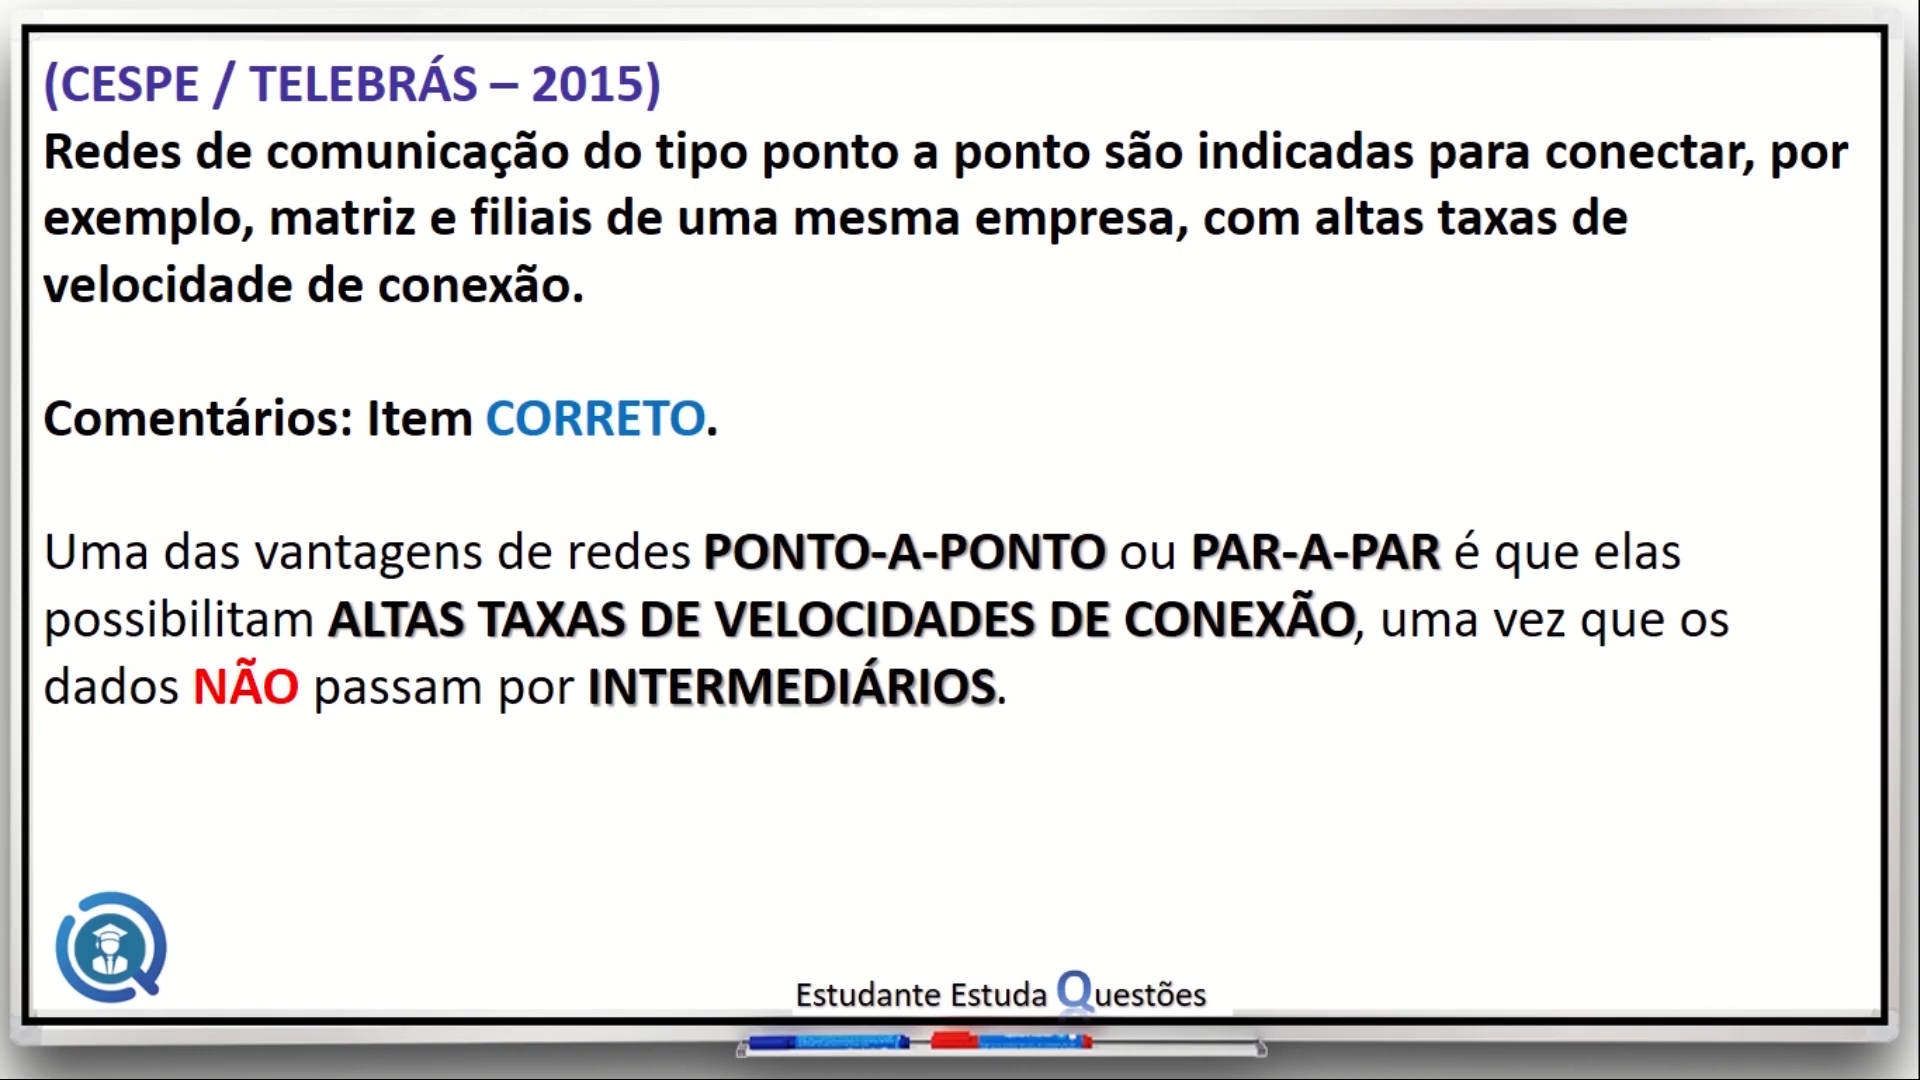 (CESPE / TELEBRÁS – 2015)
Redes de comunicação do tipo ponto a ponto são indicadas para conectar, por
exemplo, matriz e filiais de uma mesma empresa, com altas taxas de
velocidade de conexão.
Comentários: Item CORRETO.
Uma das vantagens de redes PONTO-A-PONTO ou PAR-A-PAR é que elas
possibilitam ALTAS TAXAS DE VELOCIDADES DE CONEXÃO, uma vez que os
dados NÃO passam por INTERMEDIÁRIOS.
Estudante Estuda Questões